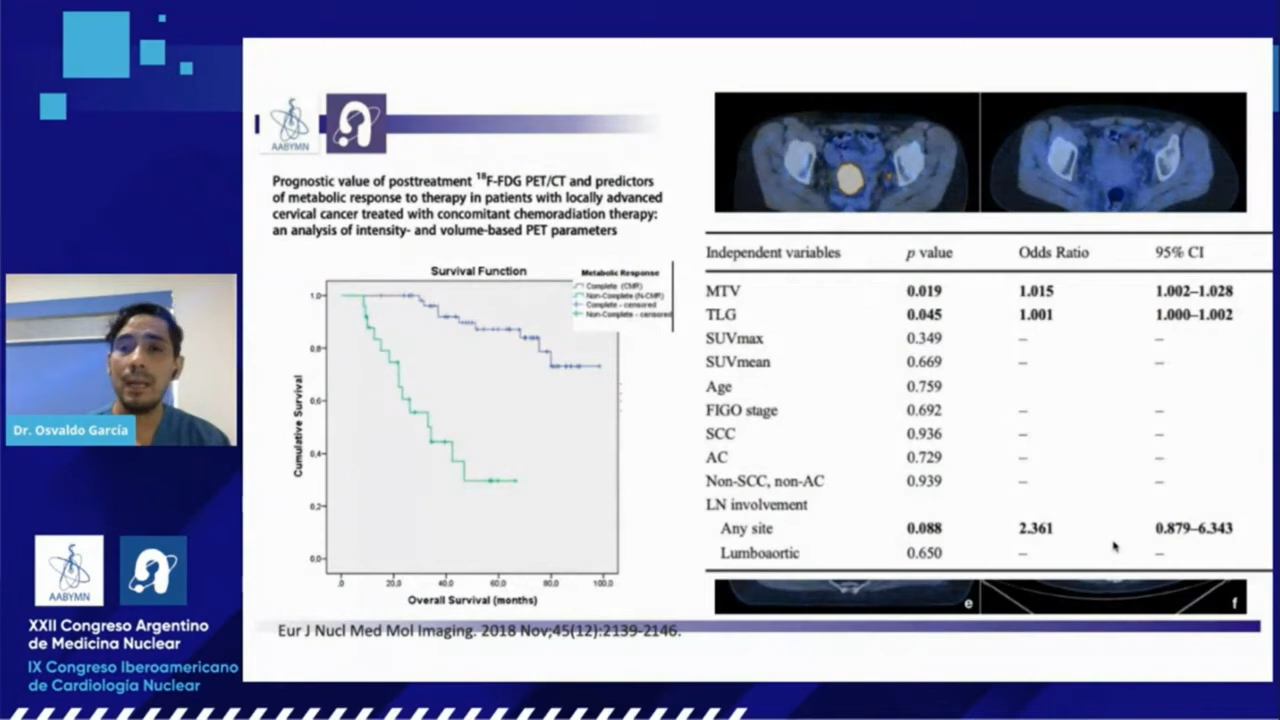 AABYMN
Prognostic value of posttreatment 18F-FDG PET/CT and predictors
of metabolic response to therapy in patients with locally advanced
cervical cancer treated with concomitant chemoradiation therapy:
an analysis of intensity- and volume-based PET parameters
Survival Function
Metabolic Response
Complete (CMR)
Non-Complete (N-CMR)
Complete - censored
Non-Complete - censored
Cumulative Survival
1,0
0,8
0,6
0,4
0,2
0,0
,0 20,0 40,0 60,0 80,0 100,0
Overall Survival (months)
Eur J Nucl Med Mol Imaging. 2018 Nov;45(12):2139-2146.
Independent variables p value Odds Ratio 95% CI
MTV 0.019 1.015 1.002–1.028
TLG 0.045 1.001 1.000–1.002
SUVmax 0.349 – –
SUVmean 0.669 – –
Age 0.759 – –
FIGO stage 0.692 – –
SCC 0.936 – –
AC 0.729 – –
Non-SCC, non-AC 0.939 – –
LN involvement
Any site 0.088 2.361 0.879–6.343
Lumboaortic 0.650 – –
e f
Dr. Osvaldo García
AABYMN
XXII Congreso Argentino
de Medicina Nuclear
IX Congreso Iberoamericano
de Cardiología Nuclear